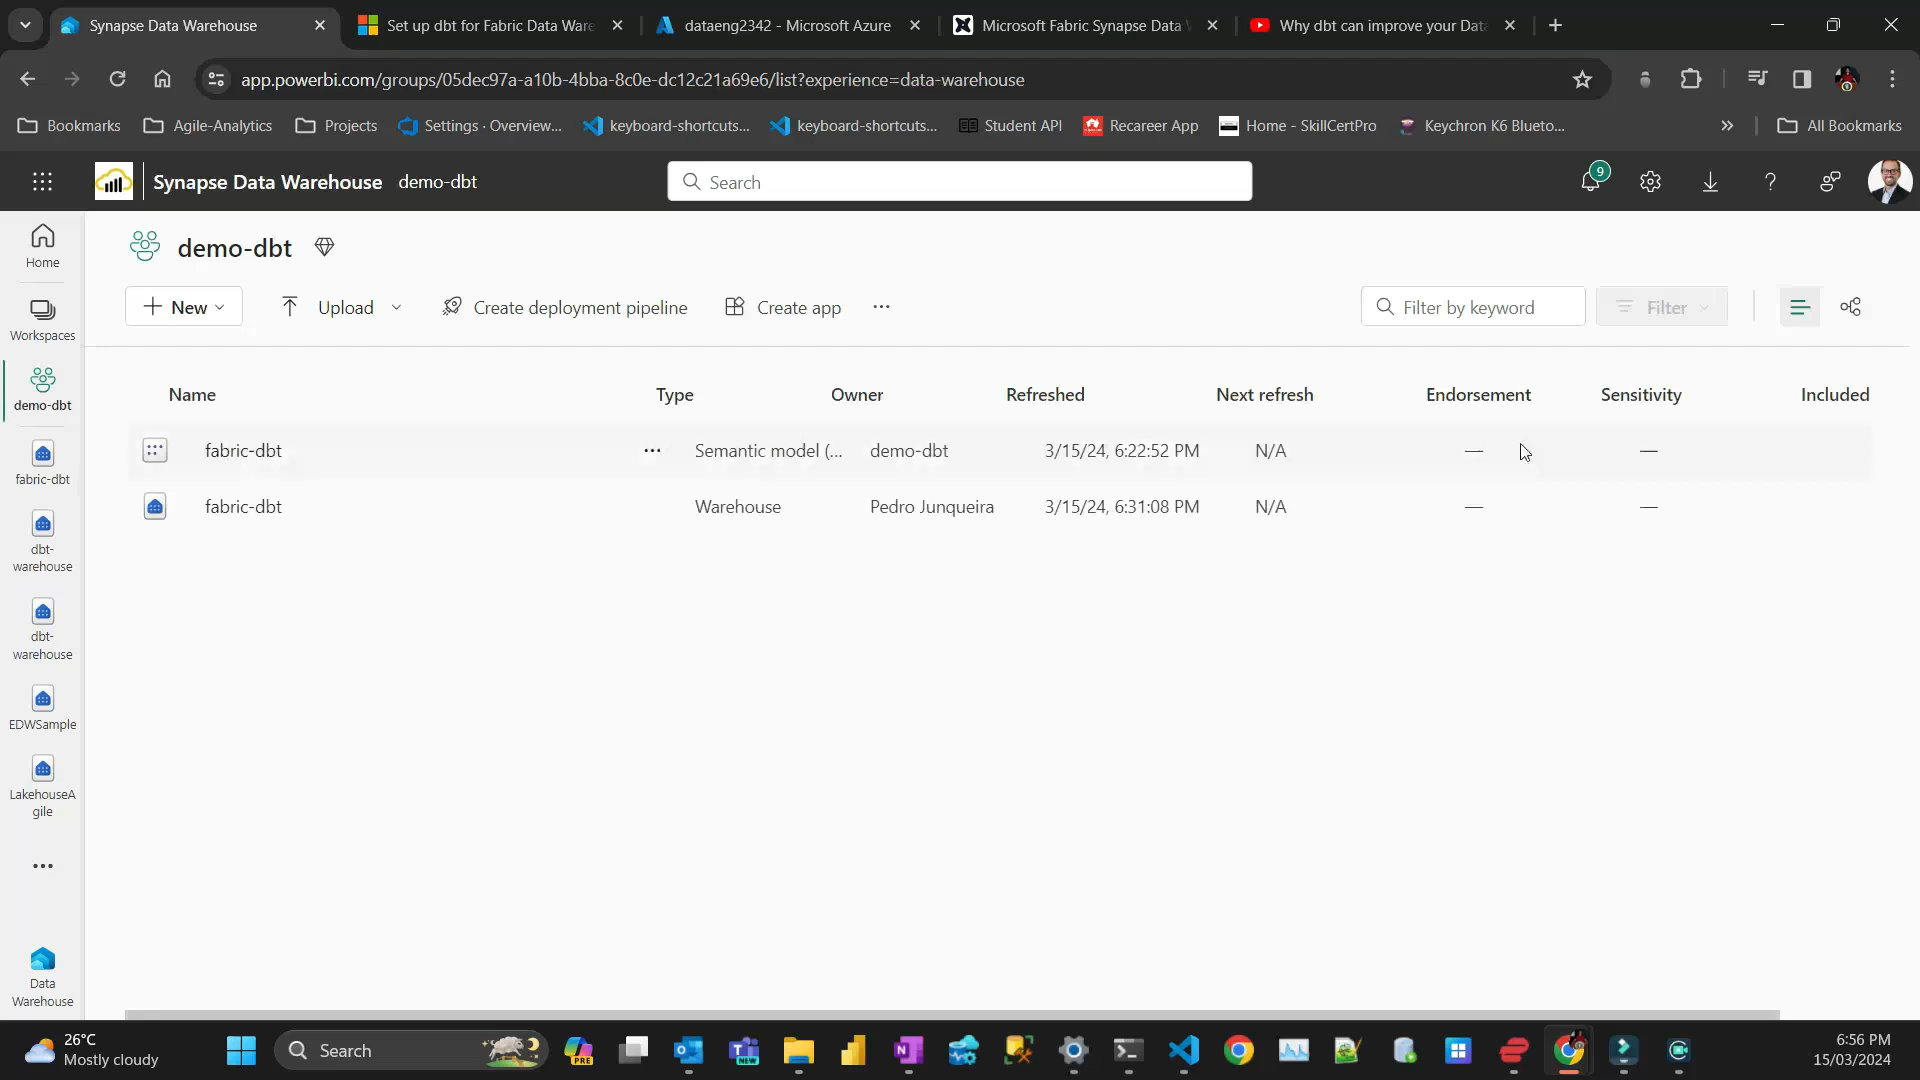 Synapse Data Warehouse
Set up dbt for Fabric Data Ware
dataeng2342 - Microsoft Azure
Microsoft Fabric Synapse Data
Why dbt can improve your Dat
app.powerbi.com/groups/05dec97a-a10b-4bba-8c0e-dc12c21a69e6/list?experience=data-warehouse
Bookmarks
Agile-Analytics
Projects
Settings · Overview...
keyboard-shortcuts...
keyboard-shortcuts...
Student API
Recareer App
Home - SkillCertPro
Keychron K6 Blueto...
»
All Bookmarks
Synapse Data Warehouse
demo-dbt
Search
9
?
Home
Workspaces
demo-dbt
fabric-dbt
dbt-
warehouse
dbt-
warehouse
EDWSample
LakehouseA
gile
Data
Warehouse
demo-dbt
New
Upload
Create deployment pipeline
Create app
Filter by keyword
Filter
Name Type Owner Refreshed Next refresh Endorsement Sensitivity Included
fabric-dbt ... Semantic model (... demo-dbt 3/15/24, 6:22:52 PM N/A — —
fabric-dbt Warehouse Pedro Junqueira 3/15/24, 6:31:08 PM N/A — —
26°C
Mostly cloudy
Search
PRE
NEW
6:56 PM
15/03/2024